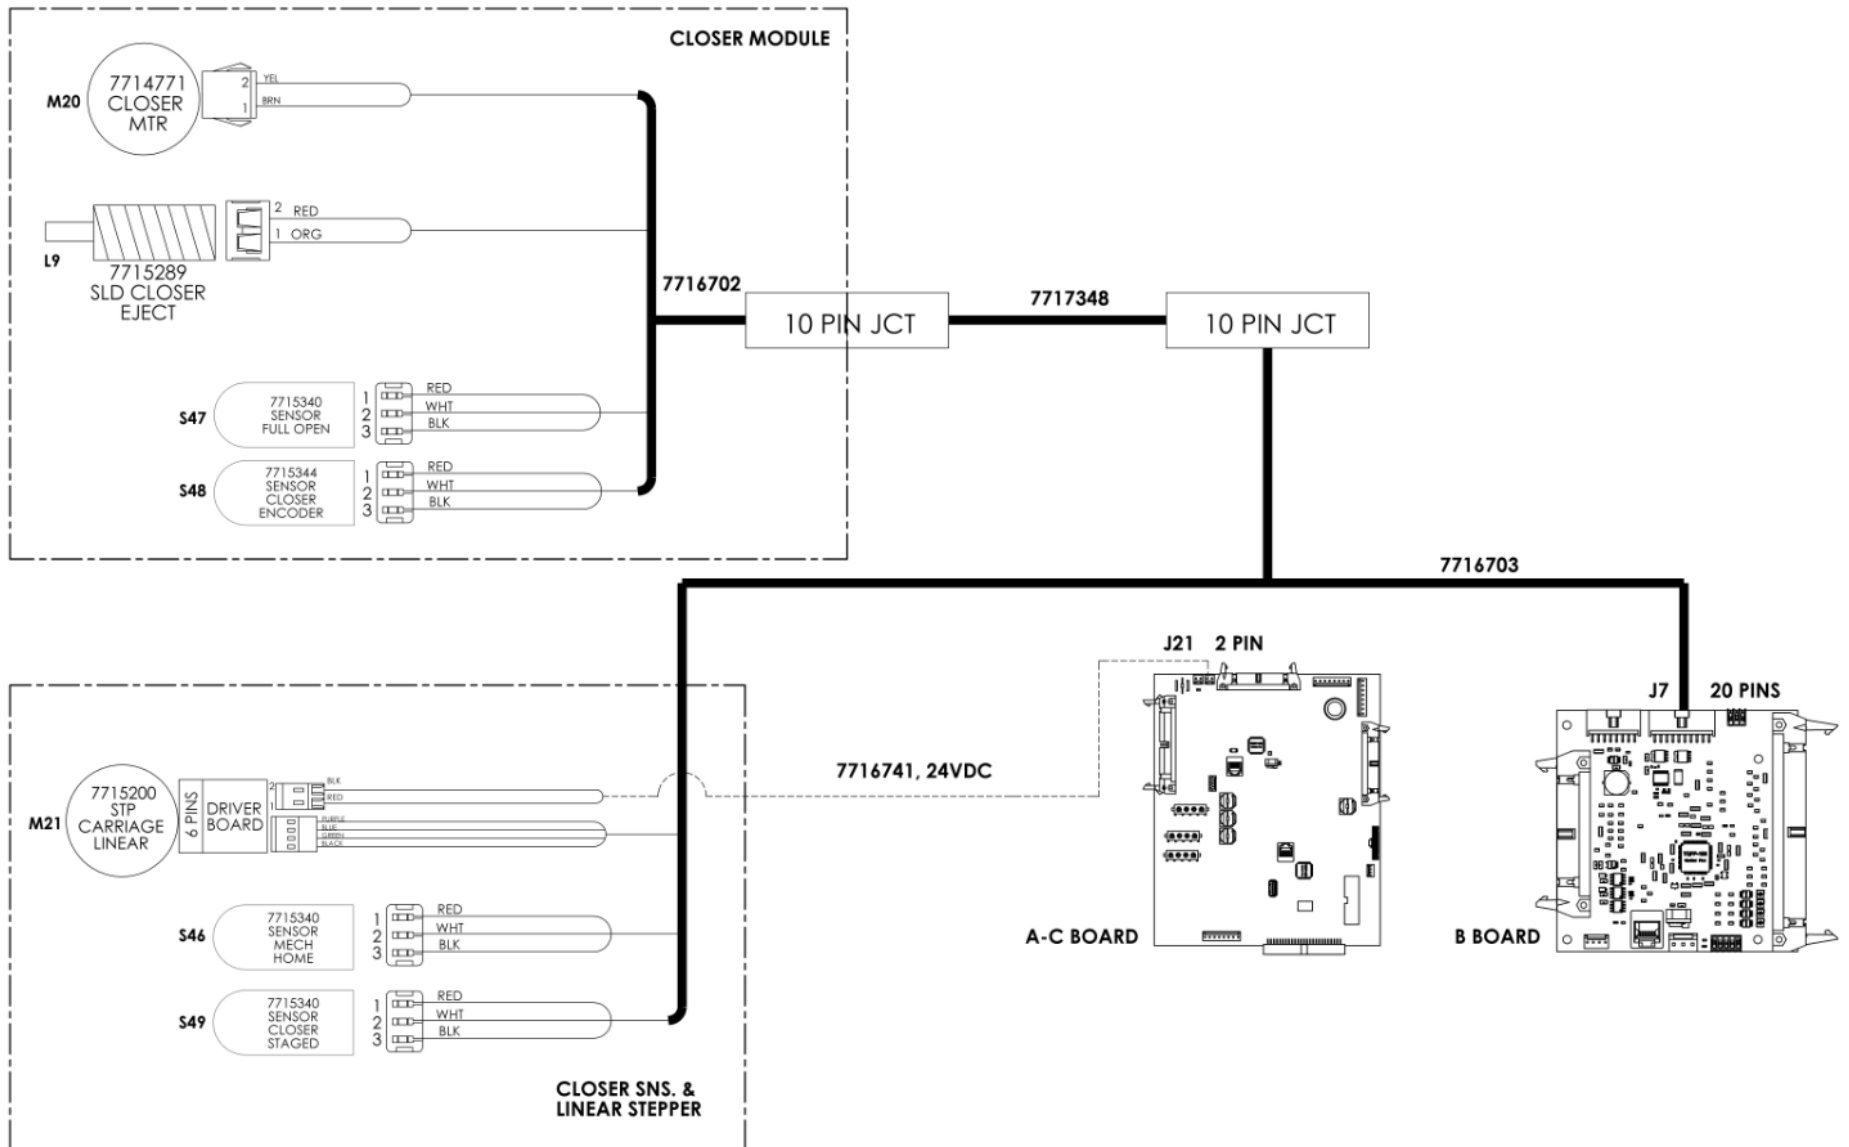 CLOSER MODULE
M20
7714771
CLOSER
MTR
2
YEL
1
BRN
L9
7715289
SLD CLOSER
EJECT
2 RED
1 ORG
7716702
10 PIN JCT
7717348
10 PIN JCT
S47
7715340
SENSOR
FULL OPEN
1 RED
2 WHT
3 BLK
S48
7715344
SENSOR
CLOSER
ENCODER
1 RED
2 WHT
3 BLK
7716703
J21 2 PIN
J7 20 PINS
7716741, 24VDC
M21
7715200
STP
CARRIAGE
LINEAR
6 PINS
DRIVER
BOARD
2
BLK
1
RED
PURPLE
BLUE
GREEN
BLACK
S46
7715340
SENSOR
MECH
HOME
1 RED
2 WHT
3 BLK
S49
7715340
SENSOR
CLOSER
STAGED
1 RED
2 WHT
3 BLK
A-C BOARD
B BOARD
CLOSER SNS. &
LINEAR STEPPER